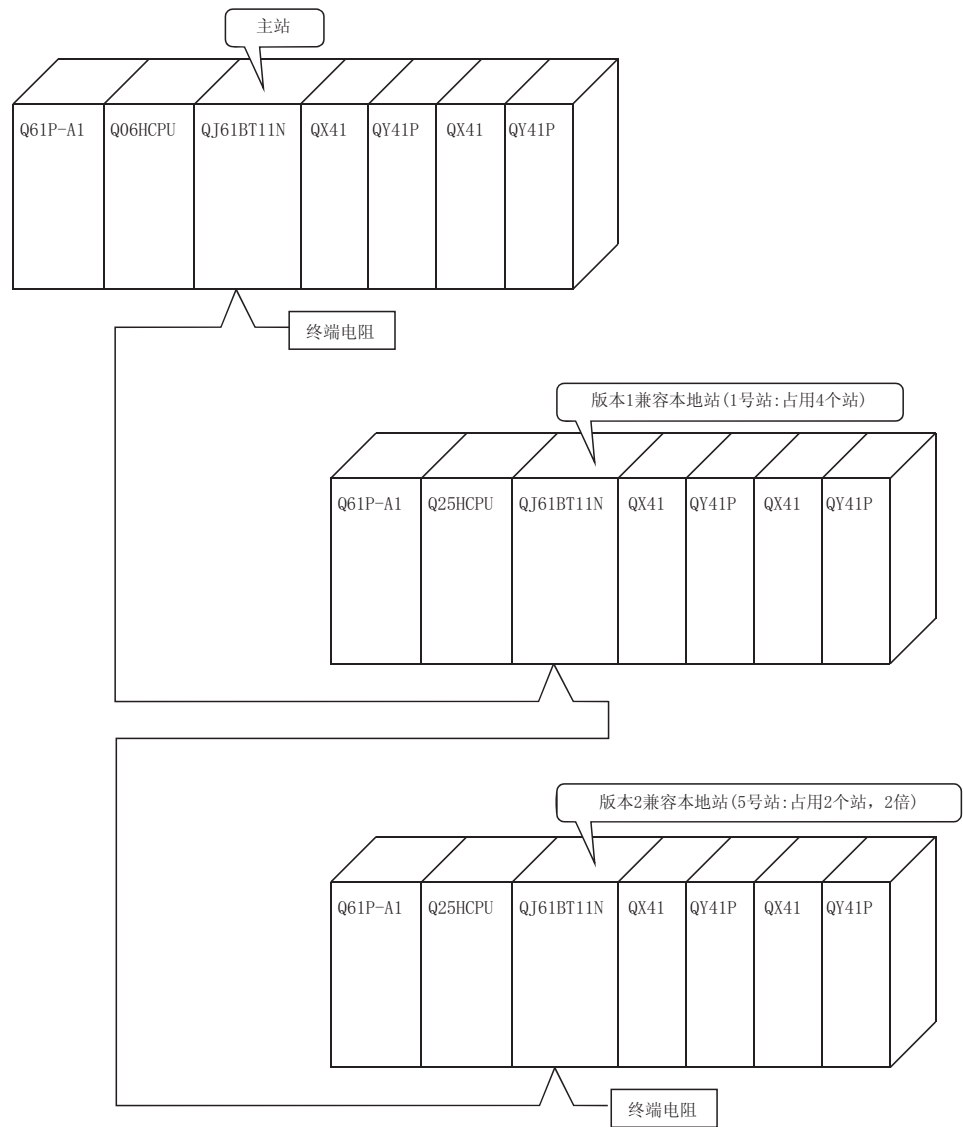 主站
Q61P-A1 Q06HCPU QJ61BT11N QX41 QY41P QX41 QY41P
终端电阻
版本1兼容本地站(1号站:占用4个站)
Q61P-A1 Q25HCPU QJ61BT11N QX41 QY41P QX41 QY41P
版本2兼容本地站(5号站:占用2个站，2倍)
Q61P-A1 Q25HCPU QJ61BT11N QX41 QY41P QX41 QY41P
终端电阻